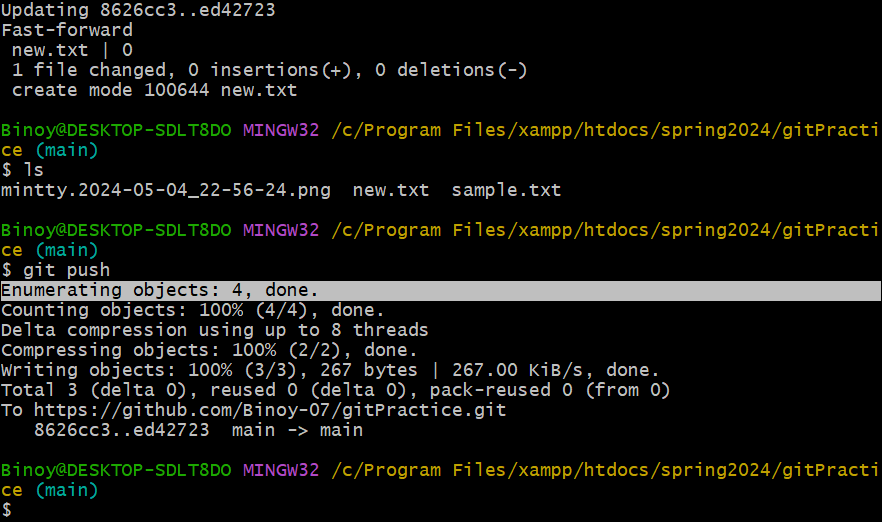 Updating 8626cc3..ed42723
Fast-forward
 new.txt | 0
 1 file changed, 0 insertions(+), 0 deletions(-)
 create mode 100644 new.txt

Binoy@DESKTOP-SDLT8DO MINGW32 /c/Program Files/xampp/htdocs/spring2024/gitPracti
ce (main)
$ ls
mintty.2024-05-04_22-56-24.png  new.txt  sample.txt

Binoy@DESKTOP-SDLT8DO MINGW32 /c/Program Files/xampp/htdocs/spring2024/gitPracti
ce (main)
$ git push
Enumerating objects: 4, done.
Counting objects: 100% (4/4), done.
Delta compression using up to 8 threads
Compressing objects: 100% (2/2), done.
Writing objects: 100% (3/3), 267 bytes | 267.00 KiB/s, done.
Total 3 (delta 0), reused 0 (delta 0), pack-reused 0 (from 0)
To https://github.com/Binoy-07/gitPractice.git
   8626cc3..ed42723  main -> main

Binoy@DESKTOP-SDLT8DO MINGW32 /c/Program Files/xampp/htdocs/spring2024/gitPracti
ce (main)
$